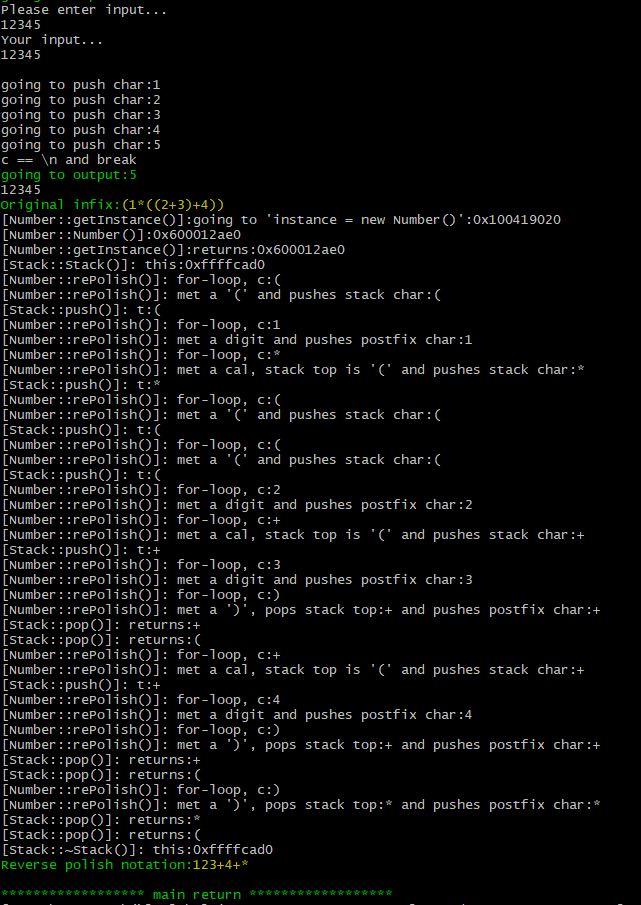 Please enter input...
12345
Your input...
12345
going to push char:1
going to push char:2
going to push char:3
going to push char:4
going to push char:5
c == \n and break
going to output:5
12345
Original infix:(1*((2+3)+4))
[Number::getInstance()]:going to 'instance = new Number()':0x100419020
[Number::Number()]:0x600012ae0
[Number::getInstance()]:returns:0x600012ae0
[Stack::Stack()]: this:0xffffcad0
[Number::rePolish()]: for-loop, c:(
[Number::rePolish()]: met a '(' and pushes stack char:(
[Stack::push()]: t:(
[Number::rePolish()]: for-loop, c:1
[Number::rePolish()]: met a digit and pushes postfix char:1
[Number::rePolish()]: for-loop, c:*
[Number::rePolish()]: met a cal, stack top is '(' and pushes stack char:*
[Stack::push()]: t:*
[Number::rePolish()]: for-loop, c:(
[Number::rePolish()]: met a '(' and pushes stack char:(
[Stack::push()]: t:(
[Number::rePolish()]: for-loop, c:(
[Number::rePolish()]: met a '(' and pushes stack char:(
[Stack::push()]: t:(
[Number::rePolish()]: for-loop, c:2
[Number::rePolish()]: met a digit and pushes postfix char:2
[Number::rePolish()]: for-loop, c:+
[Number::rePolish()]: met a cal, stack top is '(' and pushes stack char:+
[Stack::push()]: t:+
[Number::rePolish()]: for-loop, c:3
[Number::rePolish()]: met a digit and pushes postfix char:3
[Number::rePolish()]: for-loop, c:)
[Number::rePolish()]: met a ')', pops stack top:+ and pushes postfix char:+
[Stack::pop()]: returns:+
[Stack::pop()]: returns:(
[Number::rePolish()]: for-loop, c:+
[Number::rePolish()]: met a cal, stack top is '(' and pushes stack char:+
[Stack::push()]: t:+
[Number::rePolish()]: for-loop, c:4
[Number::rePolish()]: met a digit and pushes postfix char:4
[Number::rePolish()]: for-loop, c:)
[Number::rePolish()]: met a ')', pops stack top:+ and pushes postfix char:+
[Stack::pop()]: returns:+
[Stack::pop()]: returns:(
[Number::rePolish()]: for-loop, c:)
[Number::rePolish()]: met a ')', pops stack top:* and pushes postfix char:*
[Stack::pop()]: returns:*
[Stack::pop()]: returns:(
[Stack::~Stack()]: this:0xffffcad0
Reverse polish notation:123+4+*
****************** main return ******************